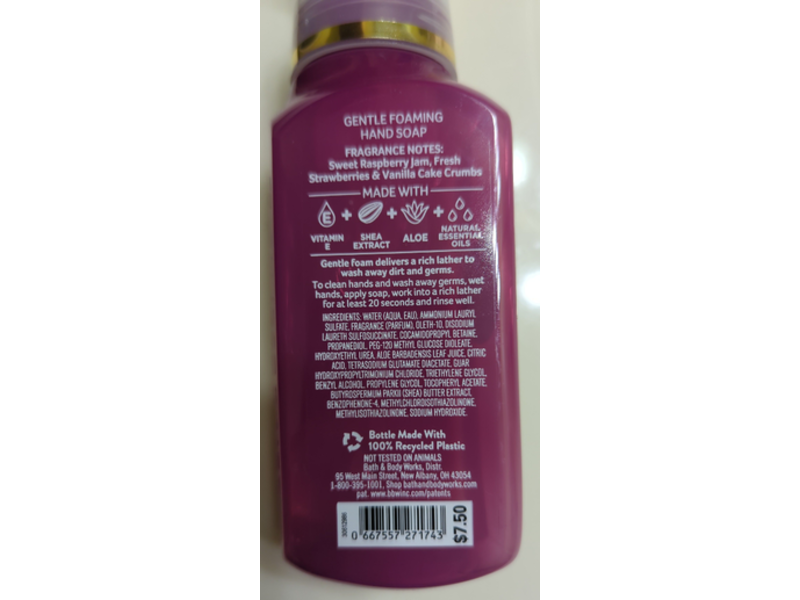 GENTLE FOAMING
HAND SOAP
FRAGRANCE NOTES:
Sweet Raspberry Jam, Fresh
Strawberries & Vanilla Cake Crumbs
MADE WITH
E + + +
VITAMIN E SHEA EXTRACT ALOE NATURAL ESSENTIAL OILS
Gentle foam delivers a rich lather to
wash away dirt and germs.
To clean hands and wash away germs, wet
hands, apply soap, work into a rich lather
for at least 20 seconds and rinse well.
INGREDIENTS: WATER (AQUA, EAU), AMMONIUM LAURYL
SULFATE, FRAGRANCE (PARFUM), OLETH-10, DISODIUM
LAURETH SULFOSUCCINATE, COCAMIDOPROPYL BETAINE,
PROPANEDIOL, PEG-120 METHYL GLUCOSE DIOLEATE,
HYDROXYETHYL UREA, ALOE BARBADENSIS LEAF JUICE, CITRIC
ACID, TETRASODIUM GLUTAMATE DIACETATE, GUAR
HYDROXYPROPYLTRIMONIUM CHLORIDE, TRIETHYLENE GLYCOL,
BENZYL ALCOHOL, PROPYLENE GLYCOL, TOCOPHERYL ACETATE,
BUTYROSPERMUM PARKII (SHEA) BUTTER EXTRACT,
BENZOPHENONE-4, METHYLCHLOROISOTHIAZOLINONE,
METHYLISOTHIAZOLINONE, SODIUM HYDROXIDE.
Bottle Made With
100% Recycled Plastic
NOT TESTED ON ANIMALS
Bath & Body Works, Distr.
95 West Main Street, New Albany, OH 43054
1-800-395-1001, Shop bathandbodyworks.com
pat. www.bbwinc.com/patents
0 667557 271743
$7.50